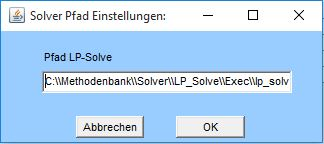 Solver Pfad Einstellungen:
Pfad LP-Solve
C:\\Methodenbank\\Solver\\LP_Solve\\Exec\\lp_solv
Abbrechen
OK